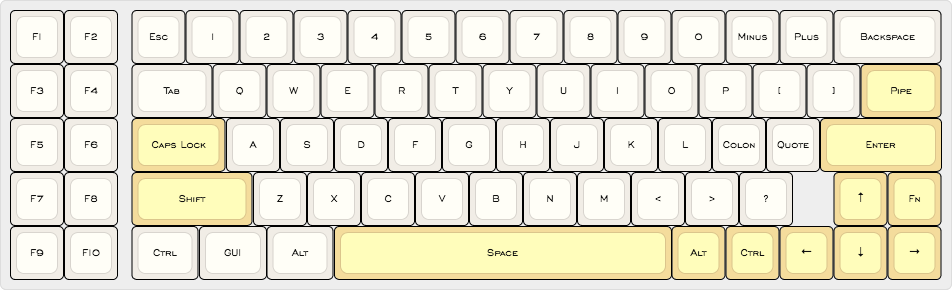 F1 F2 Esc 1 2 3 4 5 6 7 8 9 0 Minus Plus Backspace
F3 F4 Tab Q W E R T Y U I O P [ ] Pipe
F5 F6 Caps Lock A S D F G H J K L Colon Quote Enter
F7 F8 Shift Z X C V B N M < > ? ↑ Fn
F9 F10 Ctrl GUI Alt Space Alt Ctrl ← ↓ →